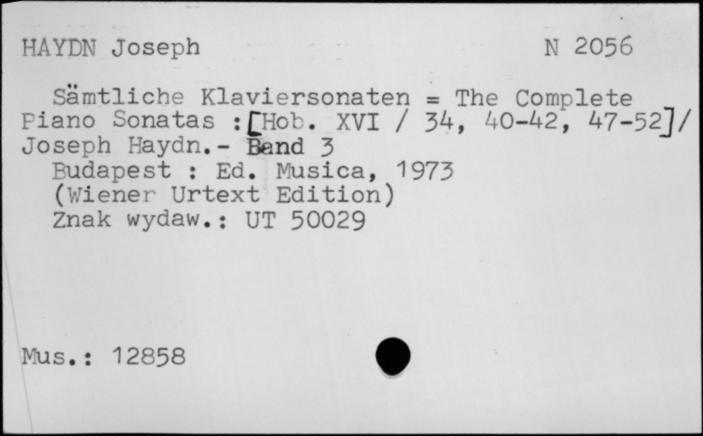 HAYDN Joseph N 2056
Sämtliche Klaviersonaten = The Complete
Piano Sonatas :[Hob. XVI / 34, 40-42, 47-52]/
Joseph Haydn.- Band 3
Budapest : Ed. Musica, 1973
(Wiener Urtext Edition)
Znak wydaw.: UT 50029
Mus.: 12858